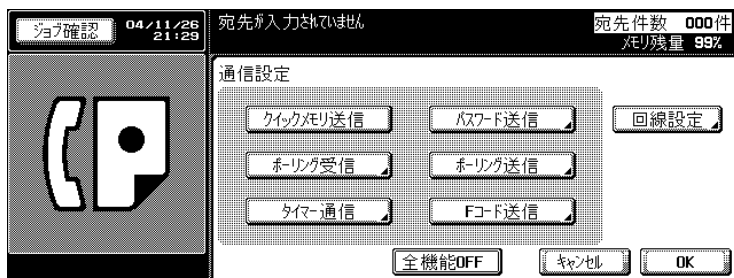 ジョブ確認
04/11/26
21:29
宛先が入力されていません
宛先件数 000件
メモリ残量 99%
通信設定
クイックメモリ送信
パスワード送信
回線設定
ポーリング受信
ポーリング送信
タイマー通信
Fコード送信
全機能OFF
キャンセル
OK